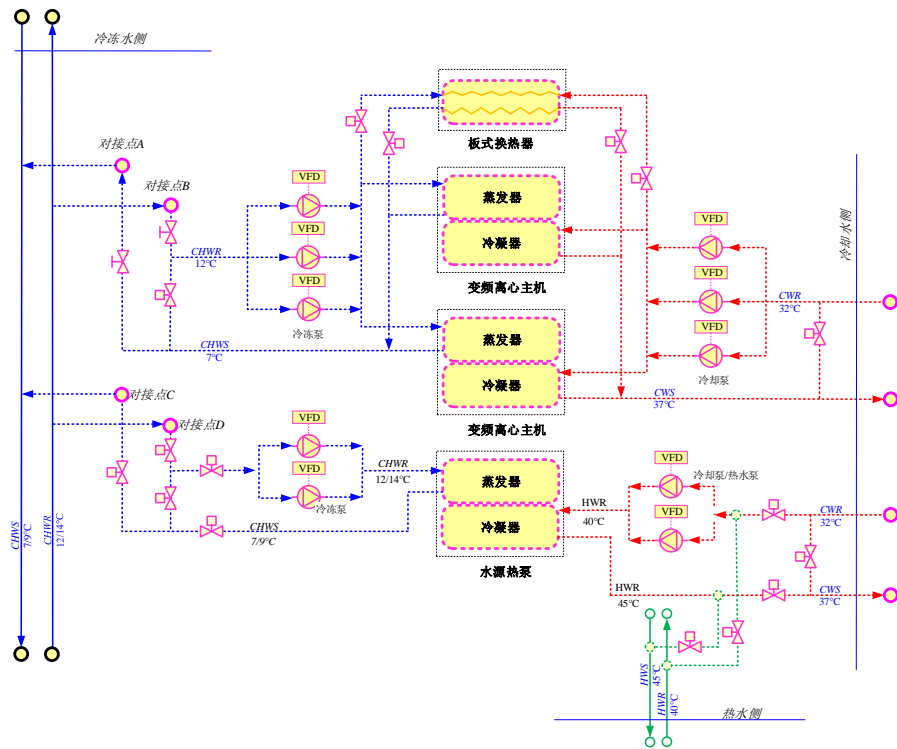 冷冻水侧
板式换热器
对接点A
VFD
对接点B
蒸发器
冷凝器
VFD
CHWR
12℃
VFD
VFD
冷却水侧
变频离心主机
VFD
CWR
32℃
冷冻泵
蒸发器
VFD
CHWS
7℃
冷凝器
冷却泵
对接点C
CWS
37℃
对接点D
VFD
变频离心主机
CHWR
12/14℃
VFD
冷却泵/热水泵
VFD
蒸发器
冷冻泵
HWR
40℃
VFD
CWR
32℃
CHWS
7/9℃
冷凝器
CHWS
7/9℃
CHWR
12/14℃
水源热泵
HWR
45℃
CWS
37℃
HWS
45℃
HWR
40℃
热水侧